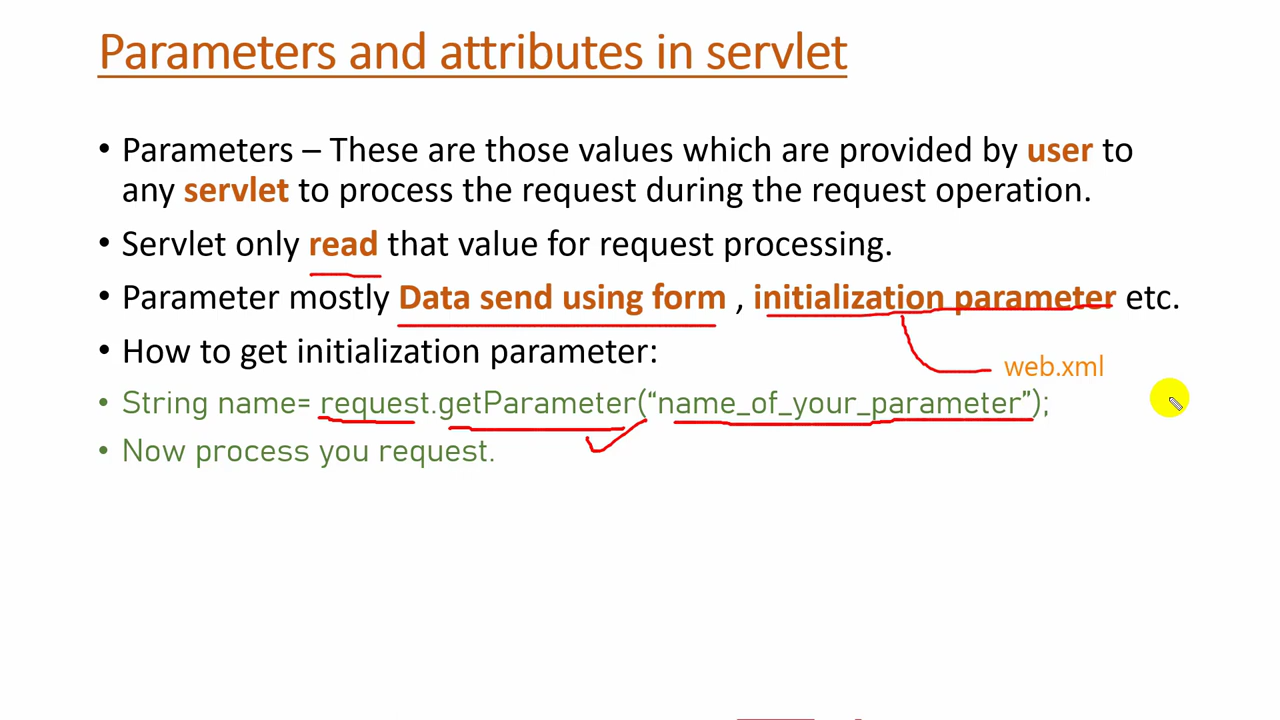 Parameters and attributes in servlet
• Parameters – These are those values which are provided by user to
any servlet to process the request during the request operation.
• Servlet only read that value for request processing.
• Parameter mostly Data send using form , initialization parameter etc.
• How to get initialization parameter:
web.xml
• String name= request.getParameter(“name_of_your_parameter”);
• Now process you request.